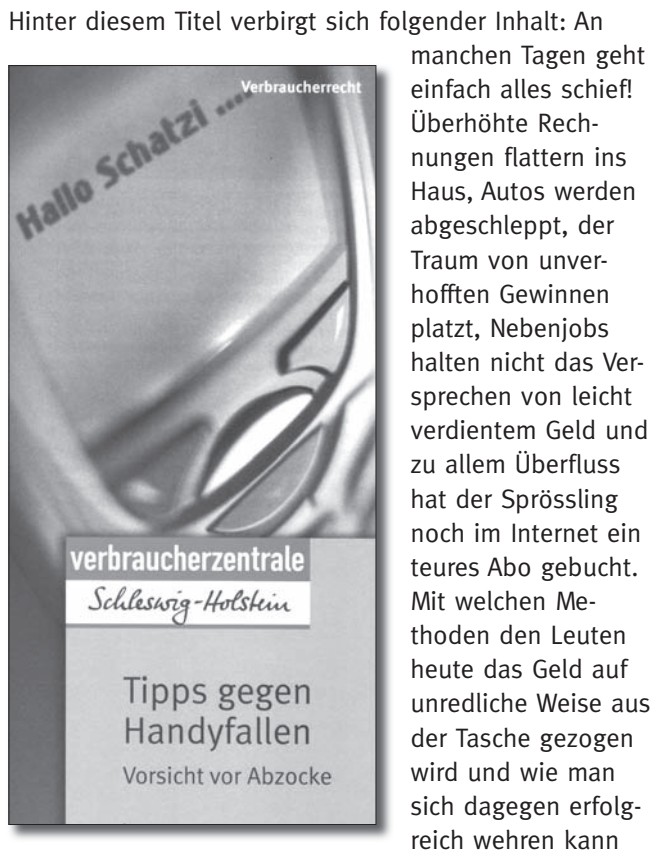 Hinter diesem Titel verbirgt sich folgender Inhalt: An
manchen Tagen geht
einfach alles schief!
Überhöhte Rech-
nungen flattern ins
Haus, Autos werden
abgeschleppt, der
Traum von unver-
hofften Gewinnen
platzt, Nebenjobs
halten nicht das Ver-
sprechen von leicht
verdientem Geld und
zu allem Überfluss
hat der Sprössling
noch im Internet ein
teures Abo gebucht.
Mit welchen Me-
thoden den Leuten
heute das Geld auf
unredliche Weise aus
der Tasche gezogen
wird und wie man
sich dagegen erfolg-
reich wehren kann
Verbraucherrecht
Hallo Schatzi ....
verbraucherzentrale
Schleswig-Holstein
Tipps gegen
Handyfallen
Vorsicht vor Abzocke